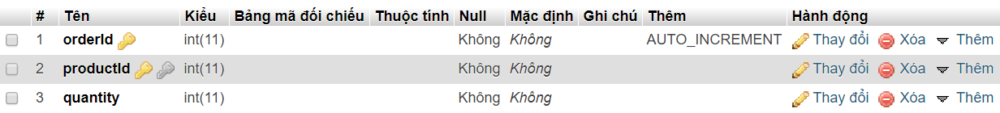 # Tên Kiểu Bảng mã đối chiếu Thuộc tính Null Mặc định Ghi chú Thêm Hành động
1 orderId int(11) Không Không AUTO_INCREMENT Thay đổi Xóa Thêm
2 productId int(11) Không Không Thay đổi Xóa Thêm
3 quantity int(11) Không Không Thay đổi Xóa Thêm